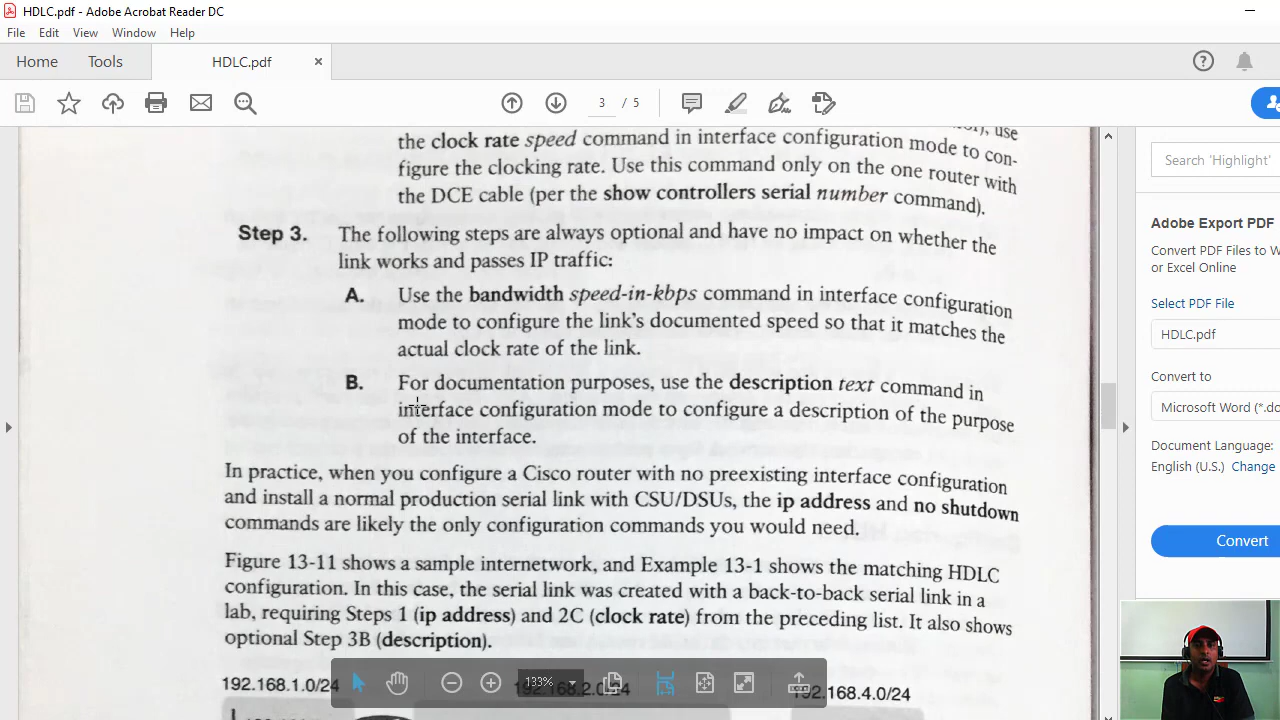 HDLC.pdf - Adobe Acrobat Reader DC
File Edit View Window Help
Home Tools HDLC.pdf ×
3 / 5
the clock rate speed command in interface configuration mode to con-
figure the clocking rate. Use this command only on the one router with
the DCE cable (per the show controllers serial number command).
Step 3. The following steps are always optional and have no impact on whether the
link works and passes IP traffic:
A. Use the bandwidth speed-in-kbps command in interface configuration
mode to configure the link's documented speed so that it matches the
actual clock rate of the link.
B. For documentation purposes, use the description text command in
interface configuration mode to configure a description of the purpose
of the interface.
In practice, when you configure a Cisco router with no preexisting interface configuration
and install a normal production serial link with CSU/DSUs, the ip address and no shutdown
commands are likely the only configuration commands you would need.
Figure 13-11 shows a sample internetwork, and Example 13-1 shows the matching HDLC
configuration. In this case, the serial link was created with a back-to-back serial link in a
lab, requiring Steps 1 (ip address) and 2C (clock rate) from the preceding list. It also shows
optional Step 3B (description).
133%
192.168.1.0/24 192.168.2.0/24 192.168.4.0/24
Search 'Highlight'
Adobe Export PDF
Convert PDF Files to W
or Excel Online
Select PDF File
HDLC.pdf
Convert to
Microsoft Word (*.do
Document Language:
English (U.S.) Change
Convert